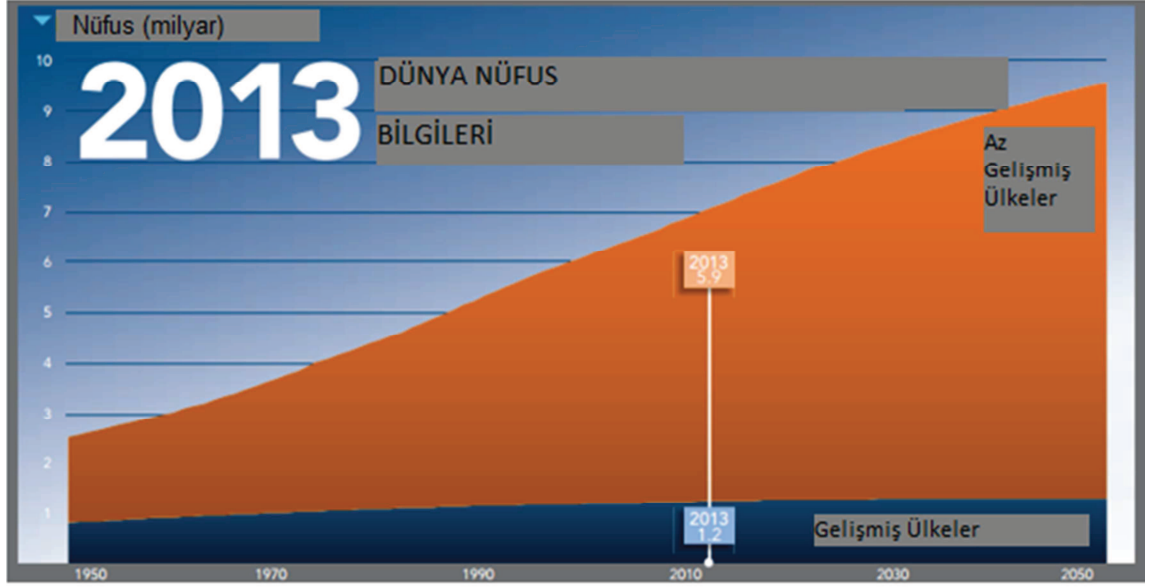 Nüfus (milyar)
2013
DÜNYA NÜFUS
BİLGİLERİ
10
9
8
7
6
5
4
3
2
1
Az
Gelişmiş
Ülkeler
2013
5.9
2013
1.2
Gelişmiş Ülkeler
1950 1970 1990 2010 2030 2050